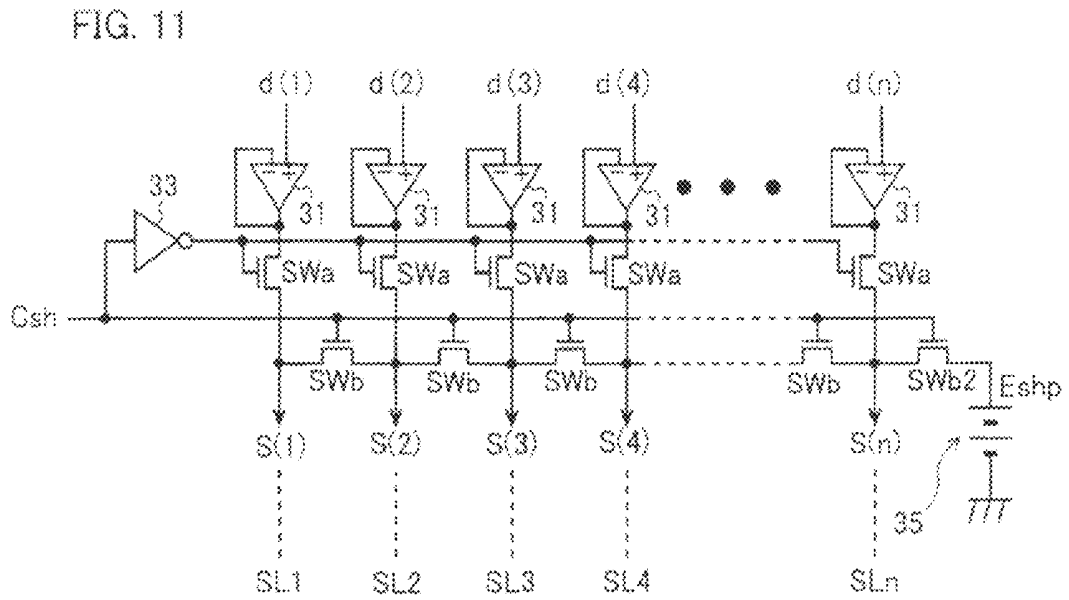 FIG. 11
d(1) d(2) d(3) d(4) d(n)
33 31 31 31 31 31
SWa SWa SWa SWa SWa
Csh
SWb SWb SWb SWb SWb2 Eshp
S(1) S(2) S(3) S(4) S(n)
35
SL1 SL2 SL3 SL4 SLn